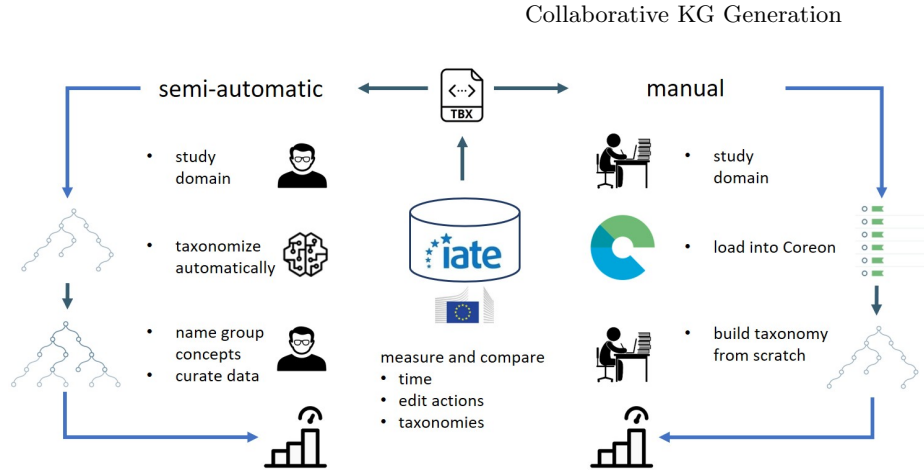 Collaborative KG Generation
semi-automatic
TBX
manual
• study
domain
• taxonomize
automatically
• name group
concepts
• curate data
iate
measure and compare
• time
• edit actions
• taxonomies
• study
domain
• load into Coreon
• build taxonomy
from scratch